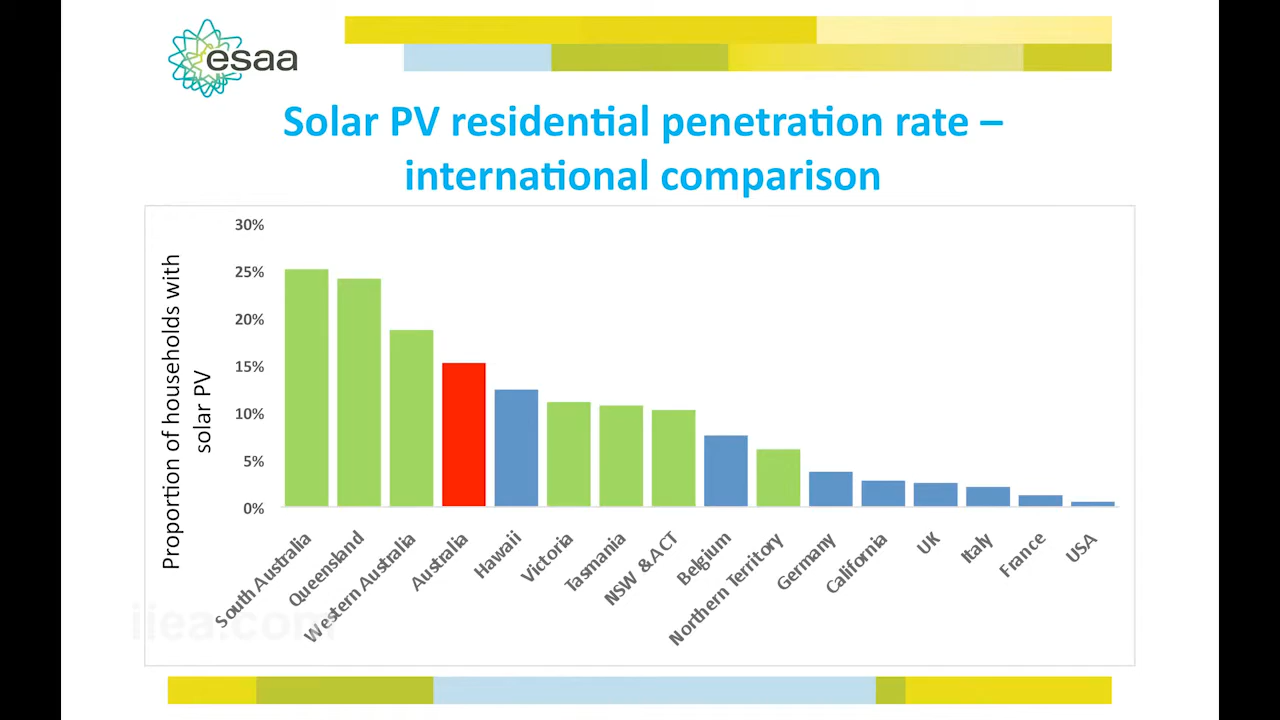 esaa
Solar PV residential penetration rate –
international comparison
Proportion of households with
solar PV
30%
25%
20%
15%
10%
5%
0%
South Australia
Queensland
Western Australia
Australia
Hawaii
Victoria
Tasmania
NSW & ACT
Belgium
Northern Territory
Germany
California
UK
Italy
France
USA
iiea.com